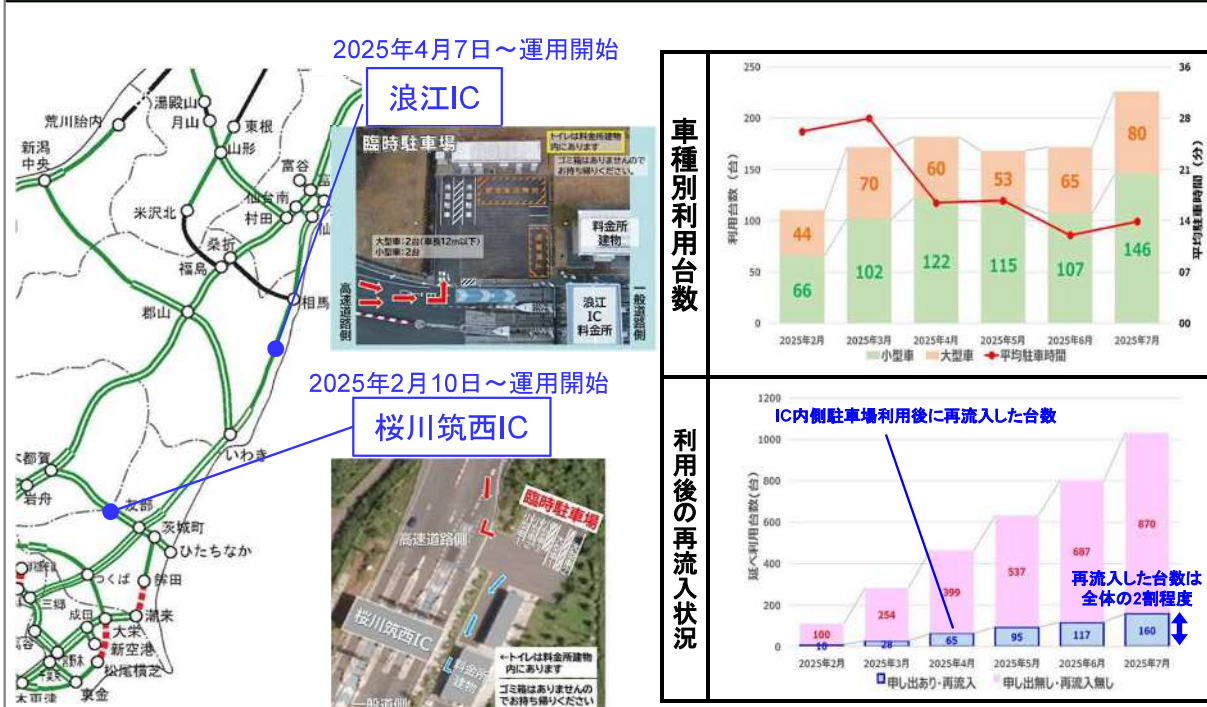 2025年4月7日～運用開始
浪江IC
2025年2月10日～運用開始
桜川筑西IC
荒川胎内
湯殿山
月山
東根
山形
新潟
中央
富谷
仙台南
村田
米沢北
桑折
福島
相馬
郡山
いわき
都賀
岩舟
友部
茨城町
ひたちなか
つくば
鉾田
三郷
成田
潮来
大栄
新空港
松尾横芝
東金
木更津
臨時駐車場
トイレは料金所建物
内にあります
ゴミ箱はありませんので
お持ち帰りください。
大型車:2台(車長12m以下)
小型車:2台
料金所
建物
浪江
IC
料金所
高速道路側
一般道路側
臨時駐車場
高速道路側
桜川筑西IC
料金所
建物
一般道側
←トイレは料金所建物
内にあります
ゴミ箱はありませんの
でお持ち帰りください
車種別利用台数
利用台数(台)
平均駐車時間(分)
250
200
150
100
50
0
36
28
21
14
07
00
44
70
60
53
65
80
66
102
122
115
107
146
2025年2月
2025年3月
2025年4月
2025年5月
2025年6月
2025年7月
小型車
大型車
平均駐車時間
利用後の再流入状況
延べ利用台数(台)
1200
1000
800
600
400
200
0
IC内側駐車場利用後に再流入した台数
再流入した台数は
全体の2割程度
100
254
399
537
687
870
10
28
65
95
117
160
2025年2月
2025年3月
2025年4月
2025年5月
2025年6月
2025年7月
申し出あり・再流入
申し出無し・再流入無し